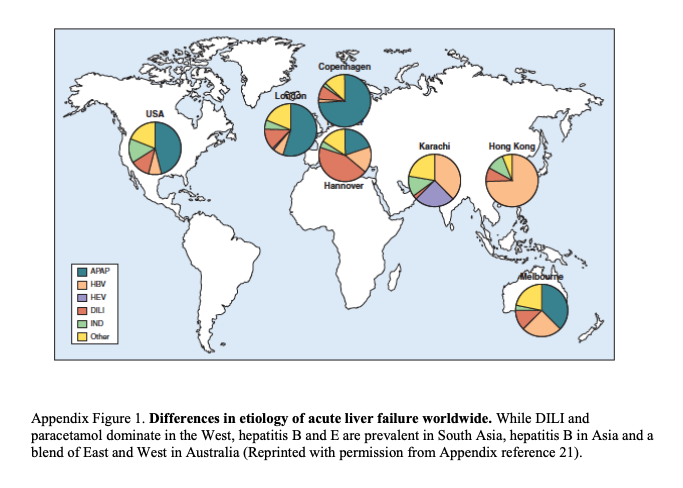 Copenhagen
London
USA
Karachi
Hong Kong
Hannover
Melbourne
APAP
HBV
HEV
DILI
IND
Other
Appendix Figure 1. Differences in etiology of acute liver failure worldwide. While DILI and
paracetamol dominate in the West, hepatitis B and E are prevalent in South Asia, hepatitis B in Asia and a
blend of East and West in Australia (Reprinted with permission from Appendix reference 21).